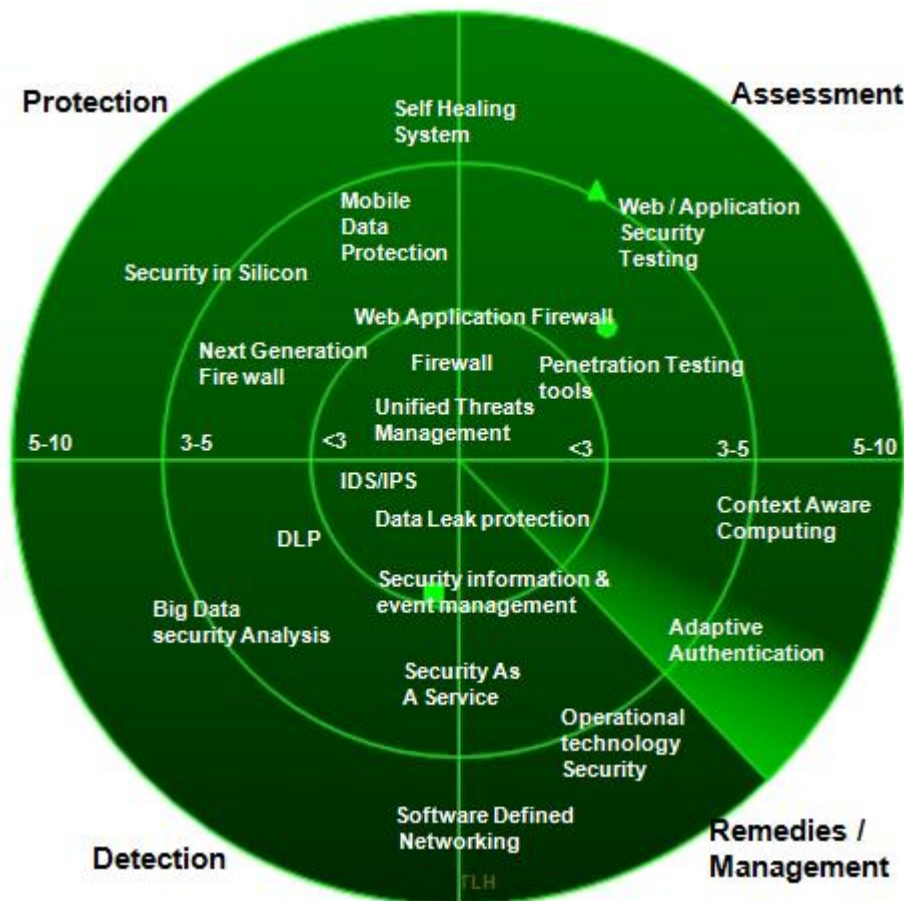 Protection
Assessment
Self Healing
System
Mobile
Data
Protection
Web / Application
Security
Testing
Security in Silicon
Web Application Firewall
Next Generation
Fire wall
Firewall
Penetration Testing
tools
Unified Threats
Management
5-10
3-5
<3
<3
3-5
5-10
IDS/IPS
Data Leak protection
Context Aware
Computing
DLP
Security information &
event management
Big Data
security Analysis
Adaptive
Authentication
Security As
A Service
Operational
technology
Security
Software Defined
Networking
Remedies /
Management
Detection
TLH